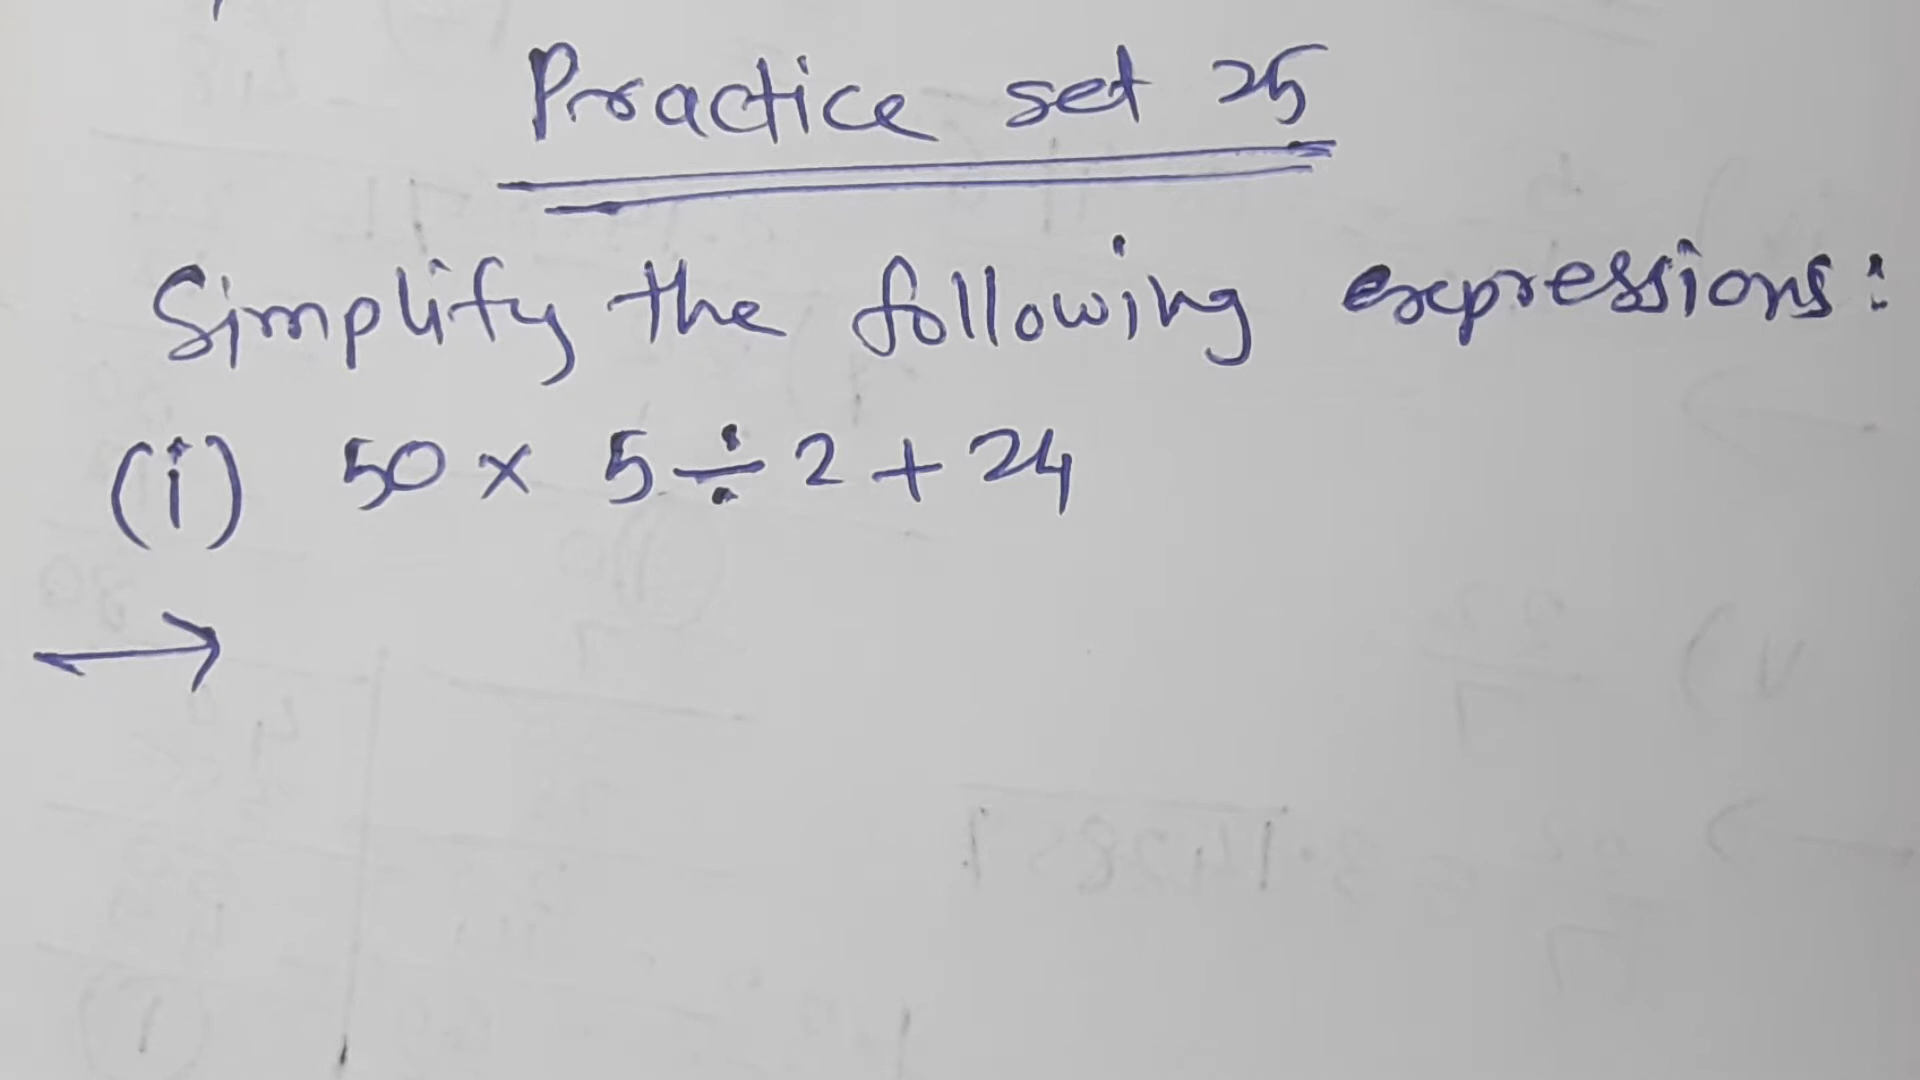 Practice set 25
Simplify the following expressions:
(i) 50 × 5 ÷ 2 + 24
→